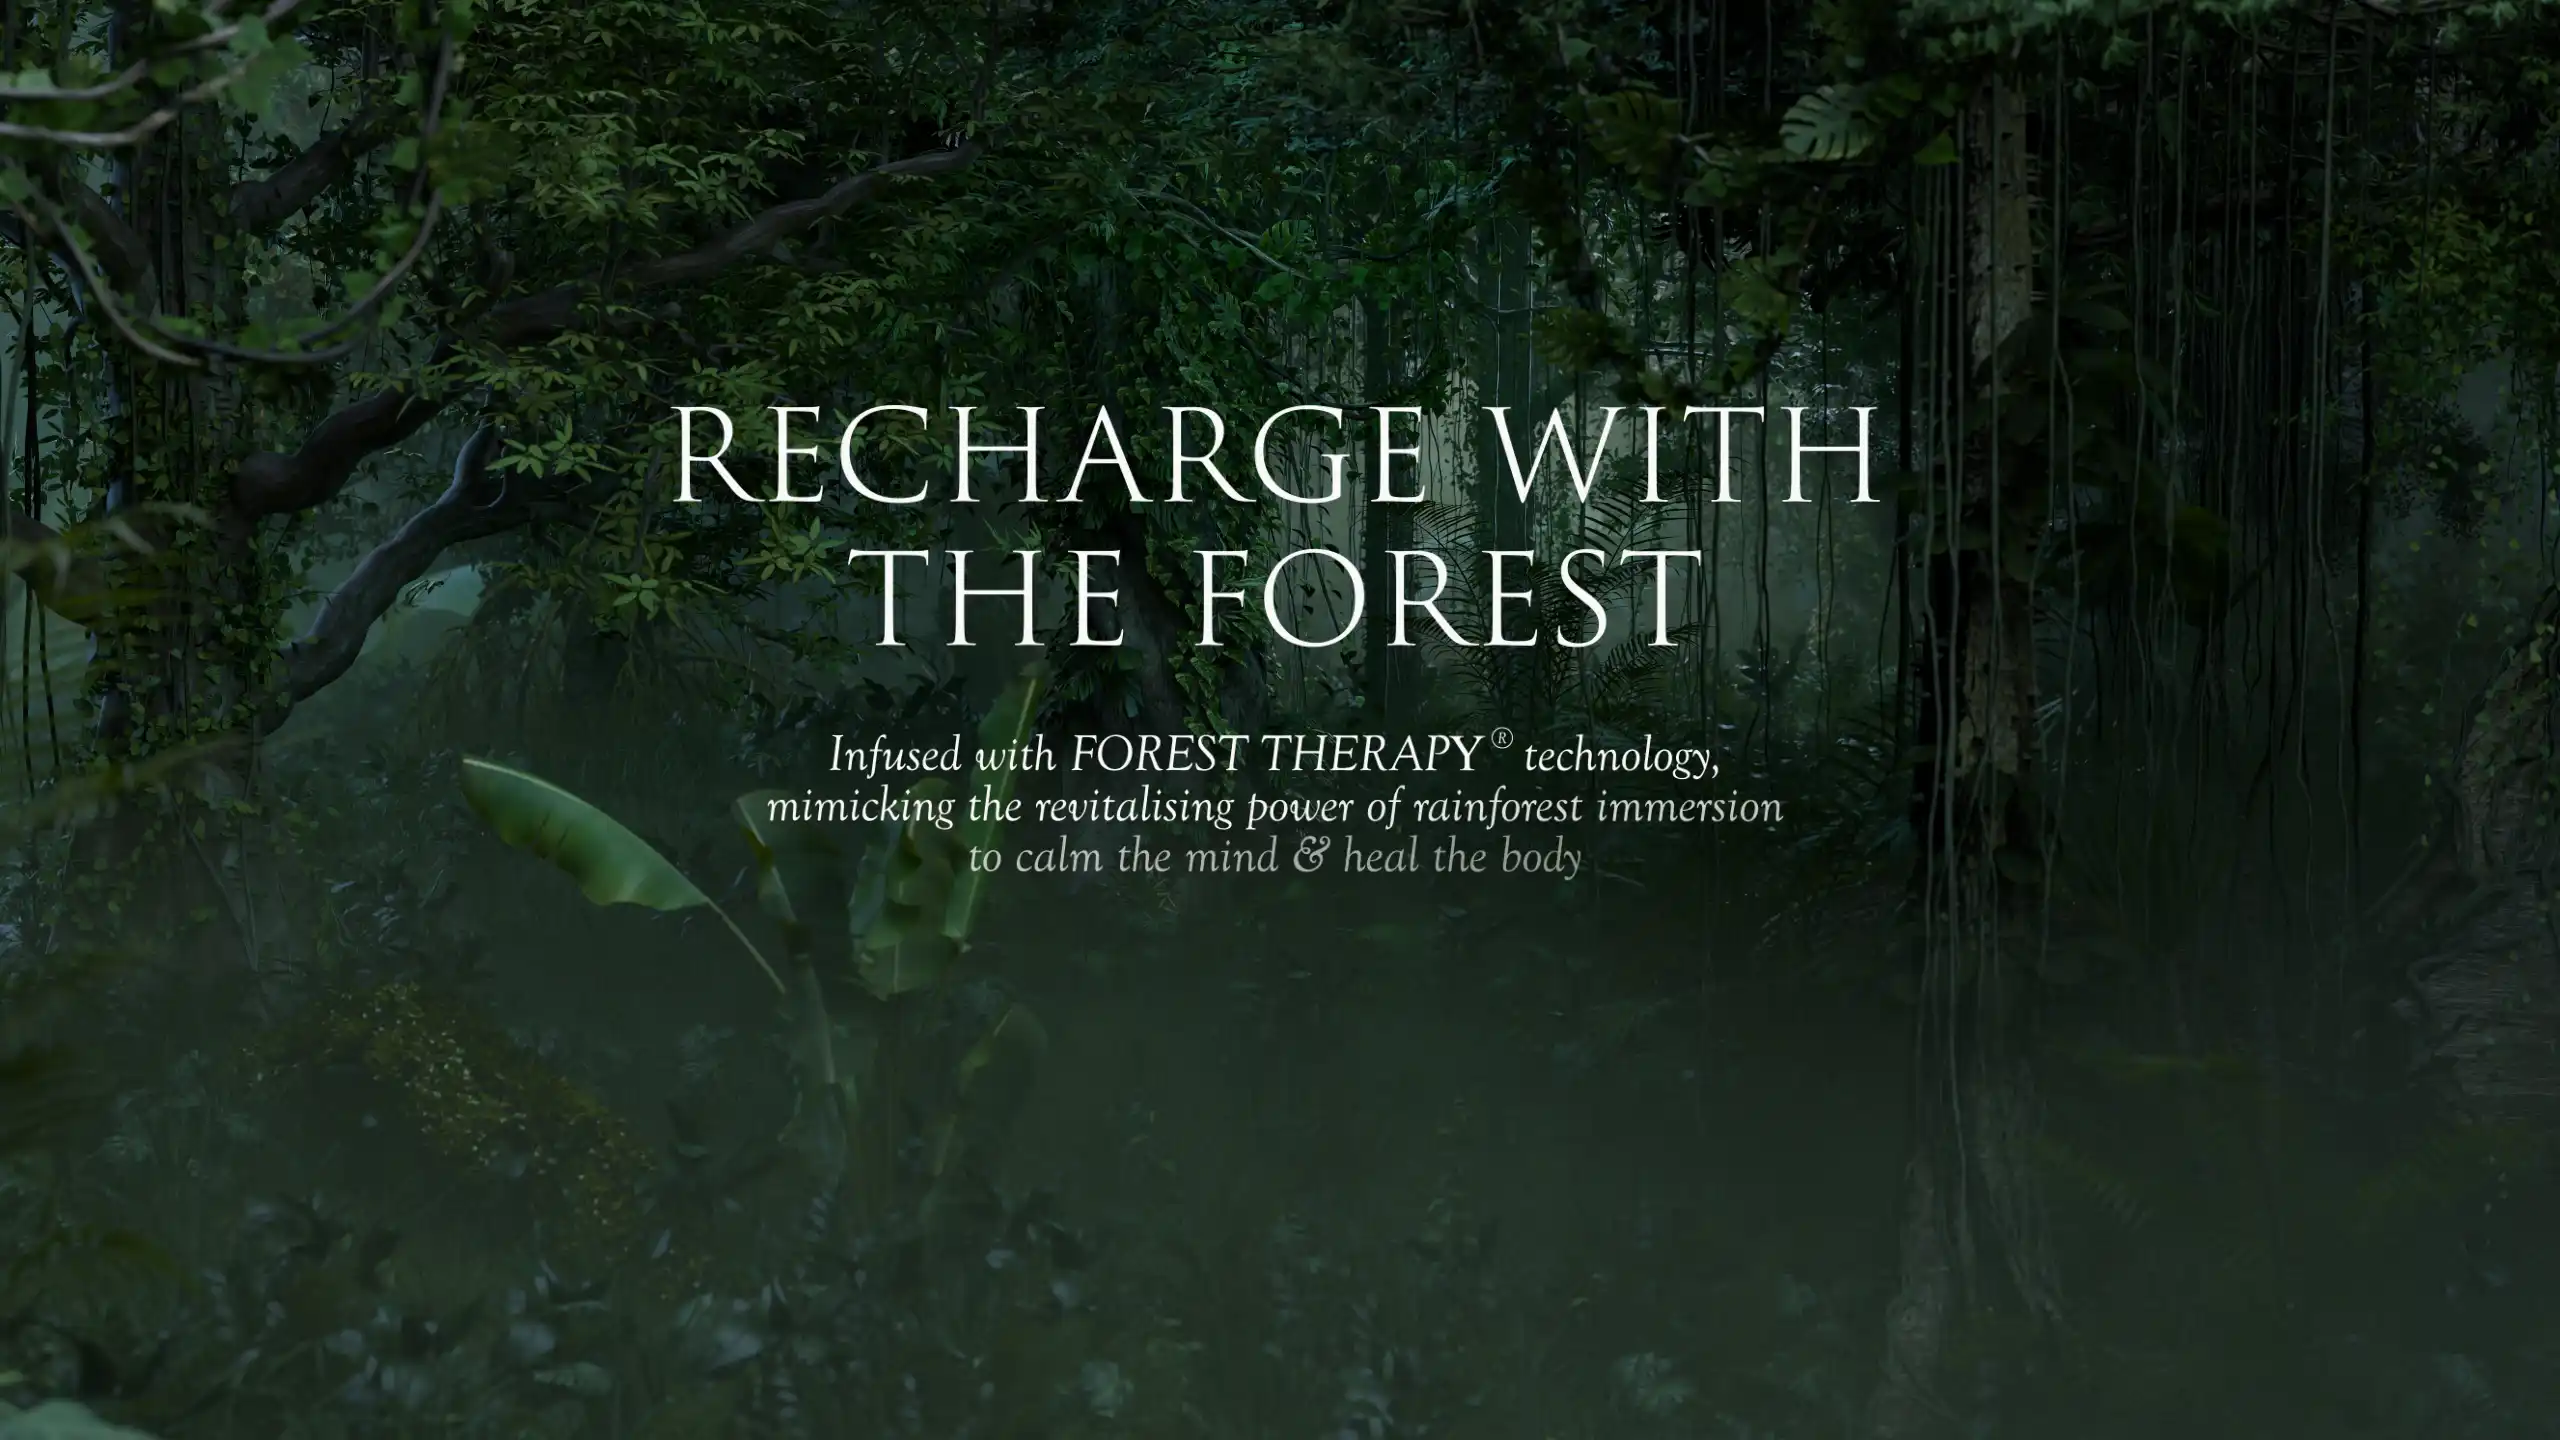 RECHARGE WITH
THE FOREST
Infused with FOREST THERAPY® technology,
mimicking the revitalising power of rainforest immersion
to calm the mind & heal the body